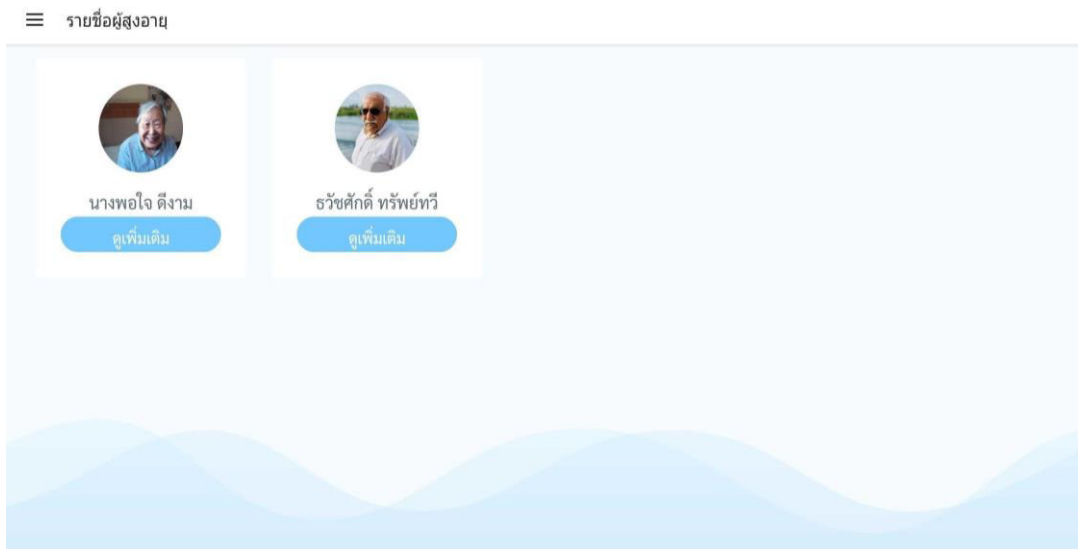 รายชื่อผู้สูงอายุ
นางพอใจ ดีงาม
ดูเพิ่มเติม
ธวัชศักดิ์ ทรัพย์ทวี
ดูเพิ่มเติม